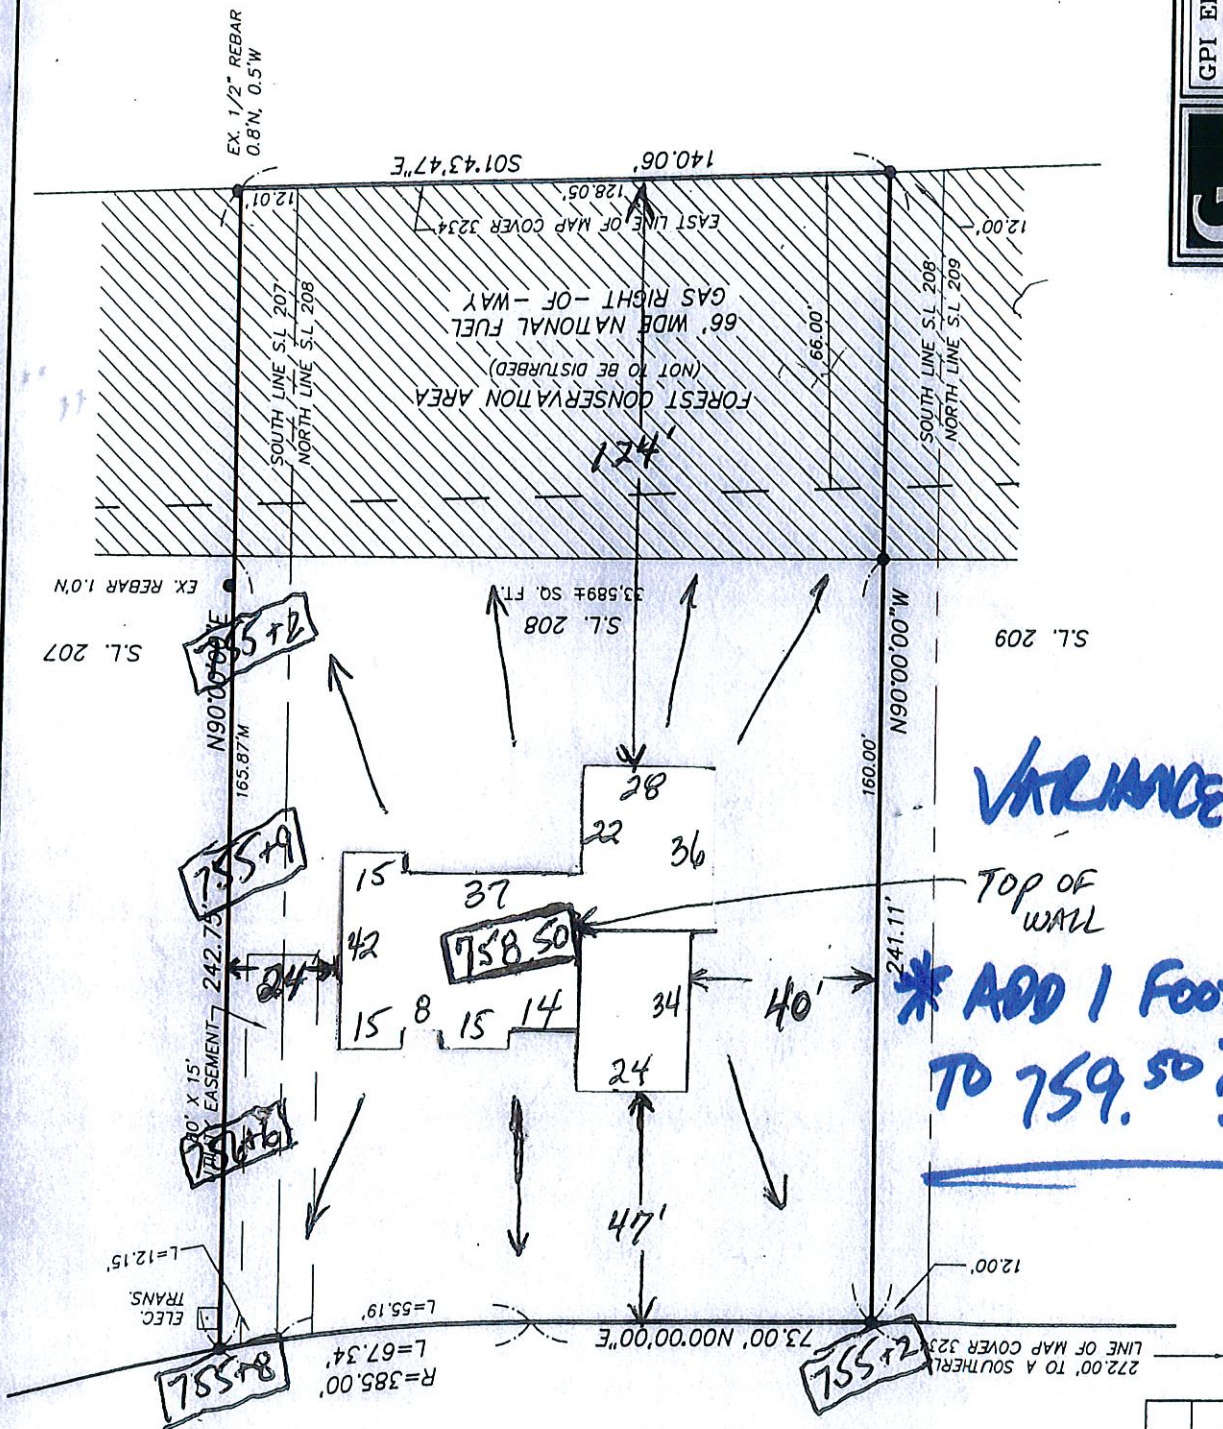 GPI
EX. 1/2" REBAR
0.8'N, 0.5'W
S01°43'47"E
140.06'
12.01'
128.05'
EAST LINE OF MAP COVER 3234
12.00'
66' WIDE NATIONAL FUEL
GAS RIGHT-OF-WAY
66.00'
FOREST CONSERVATION AREA
(NOT TO BE DISTURBED)
124'
SOUTH LINE S.L. 207
NORTH LINE S.L. 208
SOUTH LINE S.L. 208
NORTH LINE S.L. 209
EX. REBAR 1.0'N
S.L. 207
S.L. 208
33,589± SQ. FT.
S.L. 209
755+2
N90°00'00"E
165.87'M
N90°00'00"W
160.00'
28
22
36
VARIANCE
755+9
242.75'
15
37
42
758.50
TOP OF
WALL
24'
15
8
15
14
34
24
40'
241.11'
* ADD 1 FOOT
TO 759.50 ?
X 15'
EASEMENT
756+6
47'
L=12.15'
ELEC.
TRANS.
L=55.19'
L=67.34'
R=385.00'
73.00' N00°00'00"E
12.00'
755+8
755+2
272.00' TO A SOUTHERLY
LINE OF MAP COVER